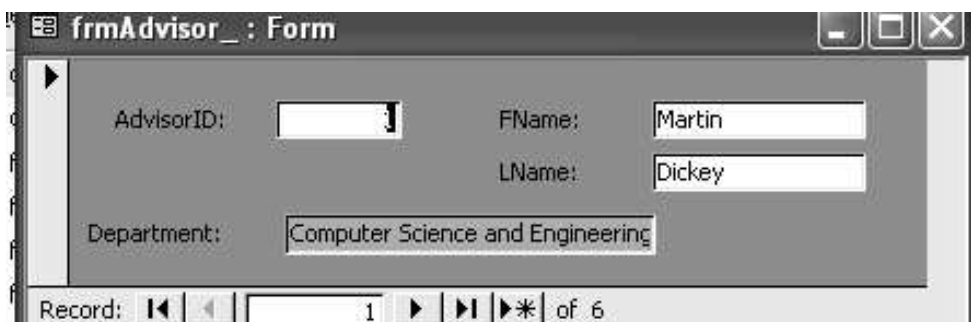 frmAdvisor_ : Form
AdvisorID: 1 FName: Martin
LName: Dickey
Department: Computer Science and Engineering
Record: 1 of 6